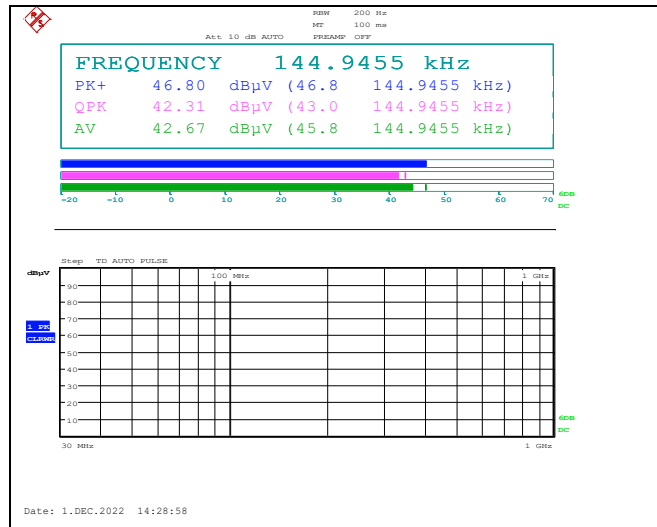 RBW 200 Hz
MT 100 ms
Att 10 dB AUTO PREAMP OFF
FREQUENCY 144.9455 kHz
PK+ 46.80 dBµV (46.8 144.9455 kHz)
QPK 42.31 dBµV (43.0 144.9455 kHz)
AV 42.67 dBµV (45.8 144.9455 kHz)
-20 -10 0 10 20 30 40 50 60 70
6DB
DC
Step TD AUTO PULSE
dBµV
100 MHz 1 GHz
90
80
70
1 PK
60
CLRWR
50
40
30
20
10
6DB
DC
30 MHz 1 GHz
Date: 1.DEC.2022 14:28:58